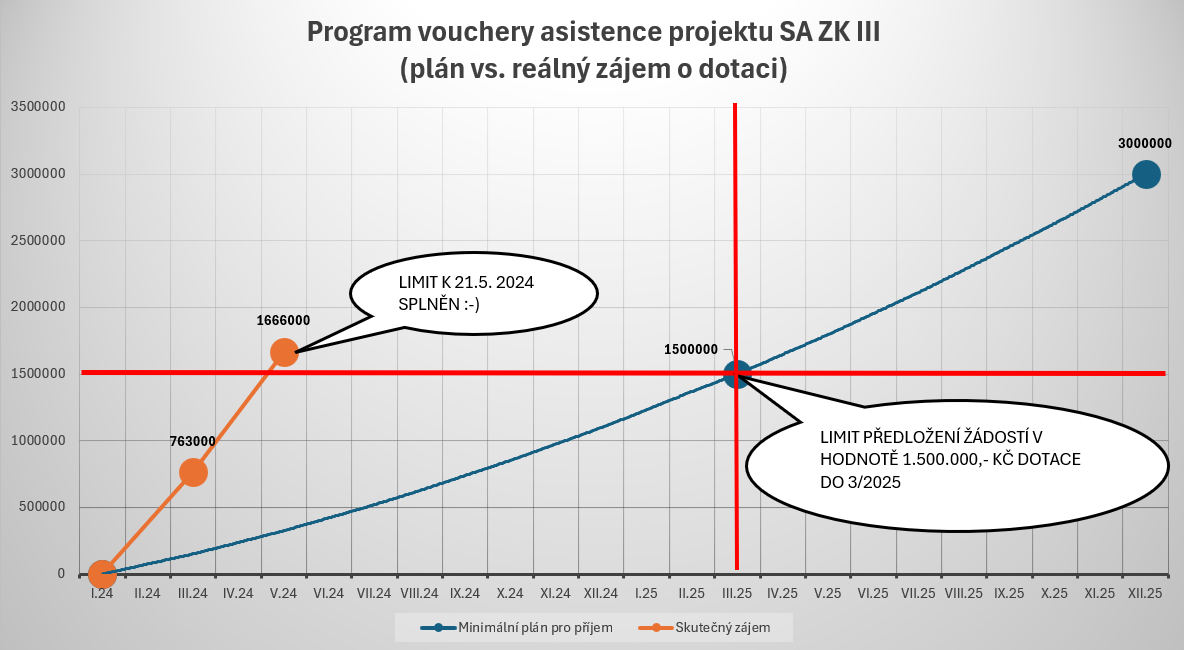 Program vouchery asistence projektu SA ZK III
(plán vs. reálný zájem o dotaci)
3500000
3000000
2500000
2000000
1500000
1000000
500000
0
3000000
LIMIT K 21.5. 2024
SPLNĚN :-)
1666000
1500000
763000
LIMIT PŘEDLOŽENÍ ŽÁDOSTÍ V
HODNOTĚ 1.500.000,- KČ DOTACE
DO 3/2025
I.24 II.24 III.24 IV.24 V.24 VI.24 VII.24 VIII.24 IX.24 X.24 XI.24 XII.24 I.25 II.25 III.25 IV.25 V.25 VI.25 VII.25 VIII.25 IX.25 X.25 XI.25 XII.25
Minimální plán pro příjem Skutečný zájem